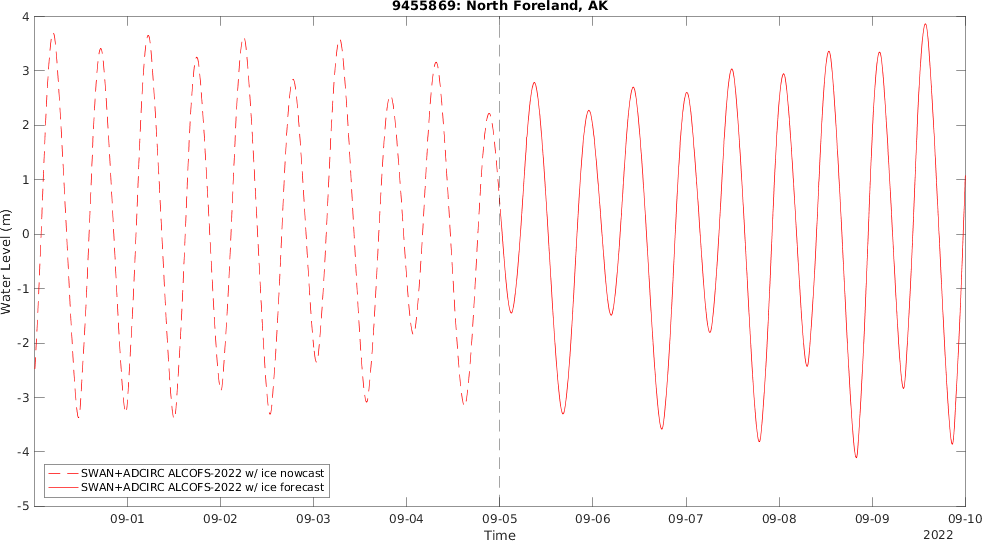 9455869: North Foreland, AK
4
3
2
1
0
-1
-2
-3
-4
-5
Water Level (m)
SWAN+ADCIRC ALCOFS-2022 w/ ice nowcast
SWAN+ADCIRC ALCOFS-2022 w/ ice forecast
09-01 09-02 09-03 09-04 09-05 09-06 09-07 09-08 09-09 09-10
Time
2022